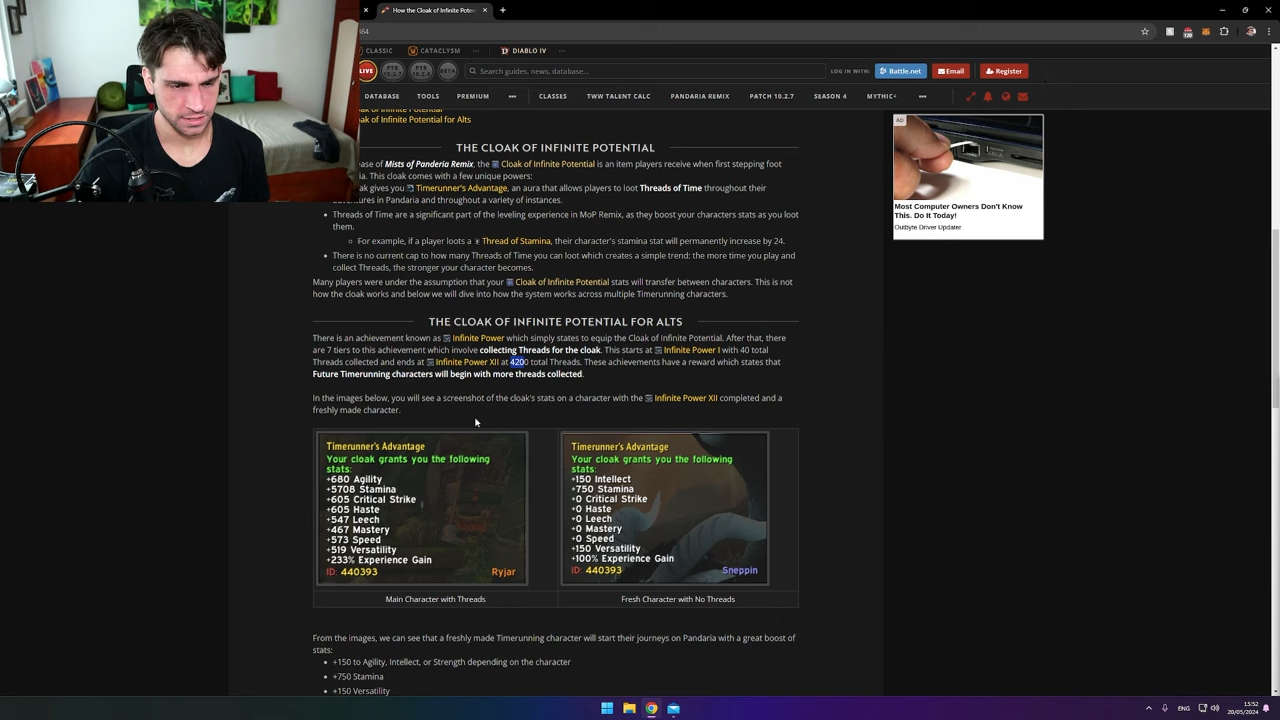 How the Cloak of Infinite Poten
64
CLASSIC
CATACLYSM
DIABLO IV
LIVE
PTR
PTR
BETA
Search guides, news, database...
LOG IN WITH:
Battle.net
Email
Register
DATABASE
TOOLS
PREMIUM
CLASSES
TWW TALENT CALC
PANDARIA REMIX
PATCH 10.2.7
SEASON 4
MYTHIC+
oak of Infinite Potential
oak of Infinite Potential for Alts
THE CLOAK OF INFINITE POTENTIAL
ease of Mists of Pandaria Remix, the Cloak of Infinite Potential is an item players receive when first stepping foot
ia. This cloak comes with a few unique powers:
ak gives you Timerunner's Advantage, an aura that allows players to loot Threads of Time throughout their
adventures in Pandaria and throughout a variety of instances.
• Threads of Time are a significant part of the leveling experience in MoP Remix, as they boost your characters stats as you loot
them.
For example, if a player loots a Thread of Stamina, their character's stamina stat will permanently increase by 24.
• There is no current cap to how many Threads of Time you can loot which creates a simple trend: the more time you play and
collect Threads, the stronger your character becomes.
Many players were under the assumption that your Cloak of Infinite Potential stats will transfer between characters. This is not
how the cloak works and below we will dive into how the system works across multiple Timerunning characters.
THE CLOAK OF INFINITE POTENTIAL FOR ALTS
There is an achievement known as Infinite Power which simply states to equip the Cloak of Infinite Potential. After that, there
are 7 tiers to this achievement which involve collecting Threads for the cloak. This starts at Infinite Power I with 40 total
Threads collected and ends at Infinite Power XII at 4200 total Threads. These achievements have a reward which states that
Future Timerunning characters will begin with more threads collected.
In the images below, you will see a screenshot of the cloak's stats on a character with the Infinite Power XII completed and a
freshly made character.
Timerunner's Advantage
Your cloak grants you the following
stats:
+680 Agility
+5708 Stamina
+605 Critical Strike
+605 Haste
+547 Leech
+467 Mastery
+573 Speed
+519 Versatility
+233% Experience Gain
ID: 440393
Ryjar
Timerunner's Advantage
Your cloak grants you the following
stats:
+150 Intellect
+750 Stamina
+0 Critical Strike
+0 Haste
+0 Leech
+0 Mastery
+0 Speed
+150 Versatility
+100% Experience Gain
ID: 440393
Sneppin
Main Character with Threads
Fresh Character with No Threads
From the images, we can see that a freshly made Timerunning character will start their journeys on Pandaria with a great boost of
stats:
• +150 to Agility, Intellect, or Strength depending on the character
• +750 Stamina
• +150 Versatility
AD
Most Computer Owners Don't Know
This. Do It Today!
Outbyte Driver Updater
ENG
13:52
20/05/2024